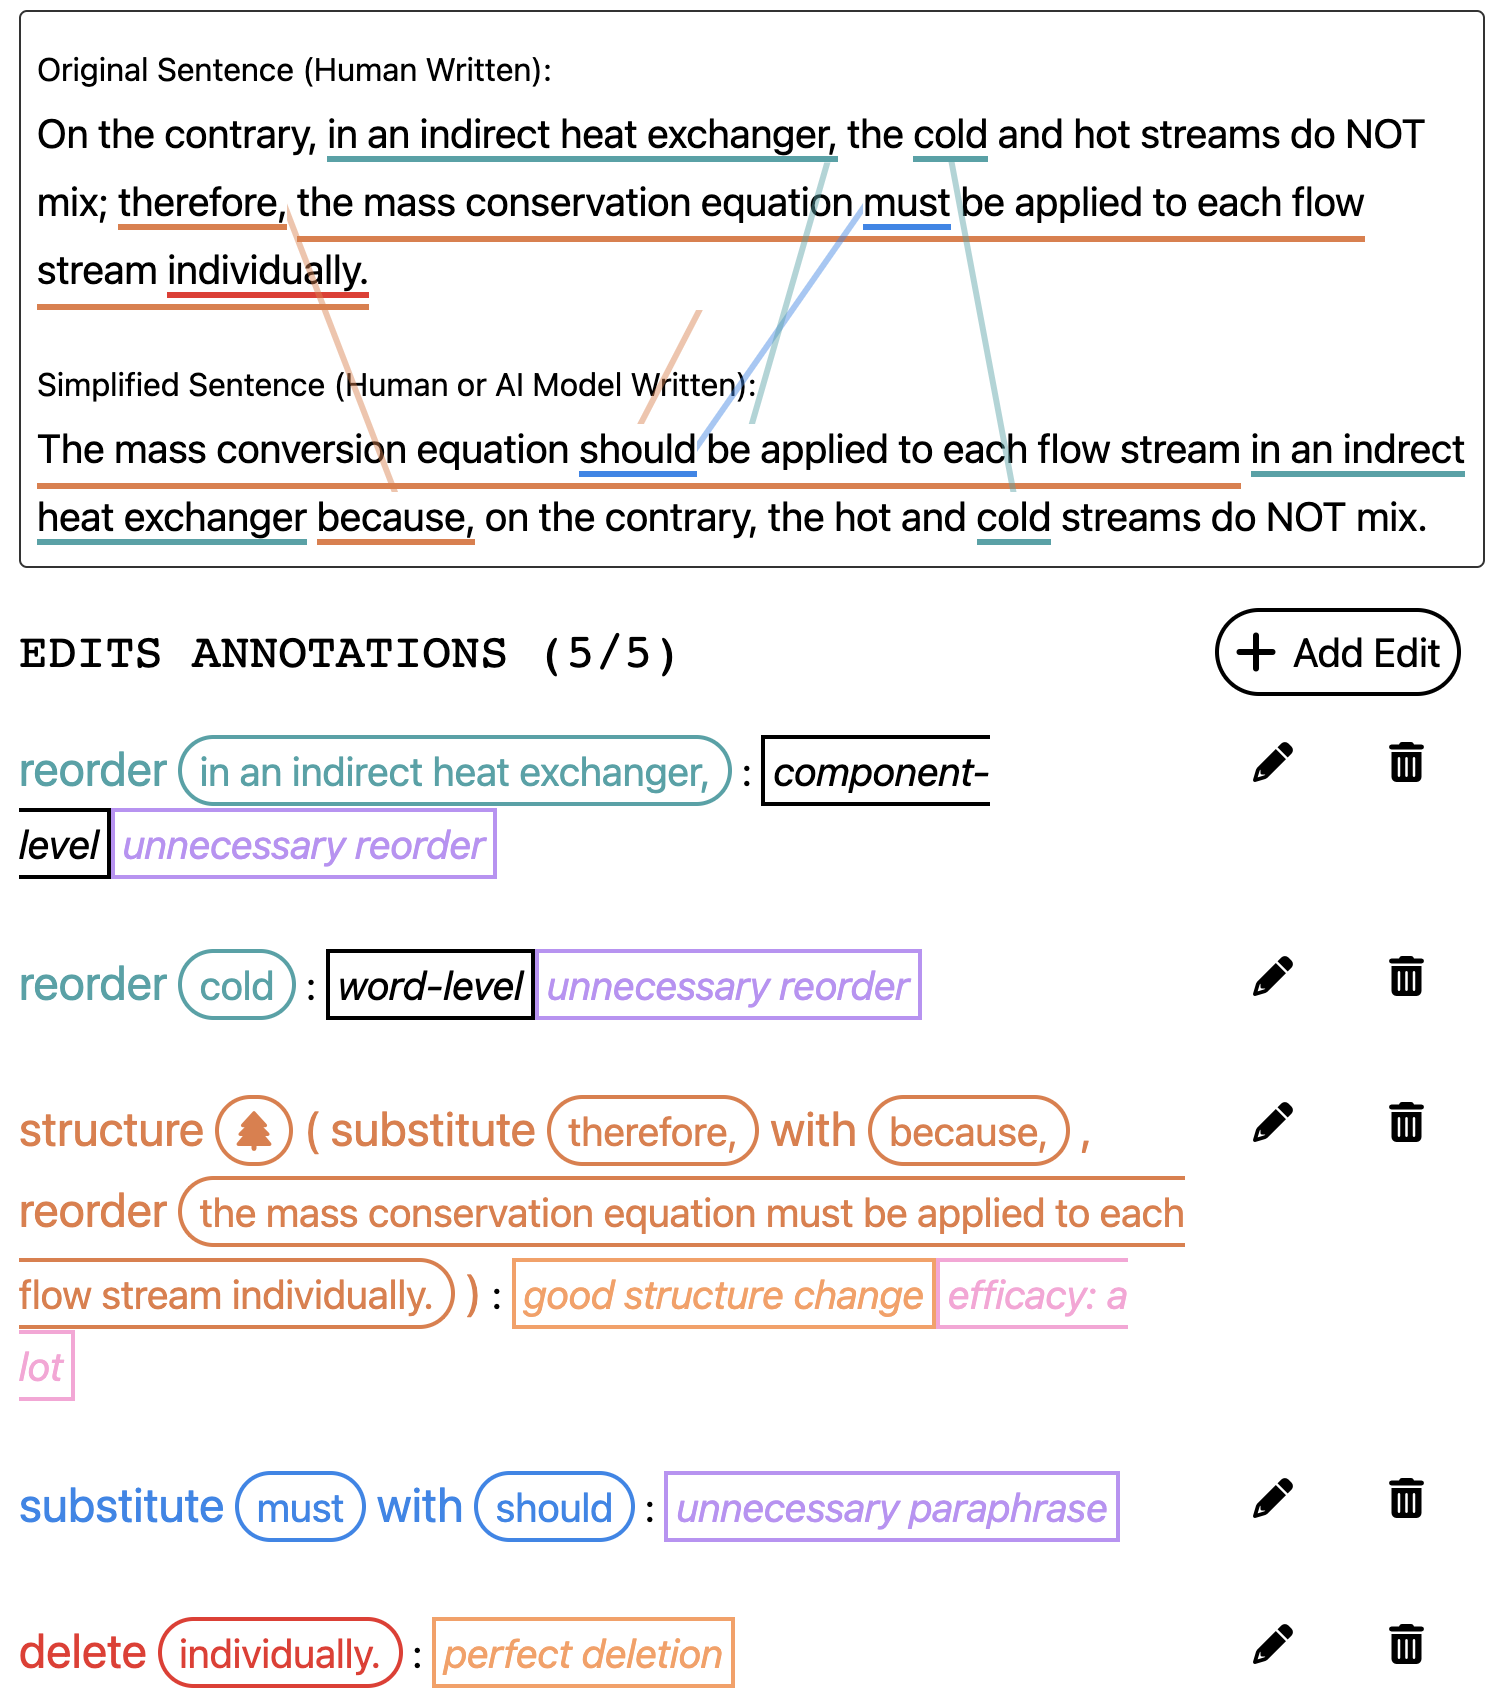 Original Sentence (Human Written):
On the contrary, in an indirect heat exchanger, the cold and hot streams do NOT
mix; therefore, the mass conservation equation must be applied to each flow
stream individually.
Simplified Sentence (Human or AI Model Written):
The mass conversion equation should be applied to each flow stream in an indrect
heat exchanger because, on the contrary, the hot and cold streams do NOT mix.
EDITS ANNOTATIONS (5/5)
Add Edit
reorder in an indirect heat exchanger, : component-
level unnecessary reorder
reorder cold : word-level unnecessary reorder
structure ( substitute therefore, with because, ,
reorder the mass conservation equation must be applied to each
flow stream individually. ) : good structure change efficacy: a
lot
substitute must with should : unnecessary paraphrase
delete individually. : perfect deletion